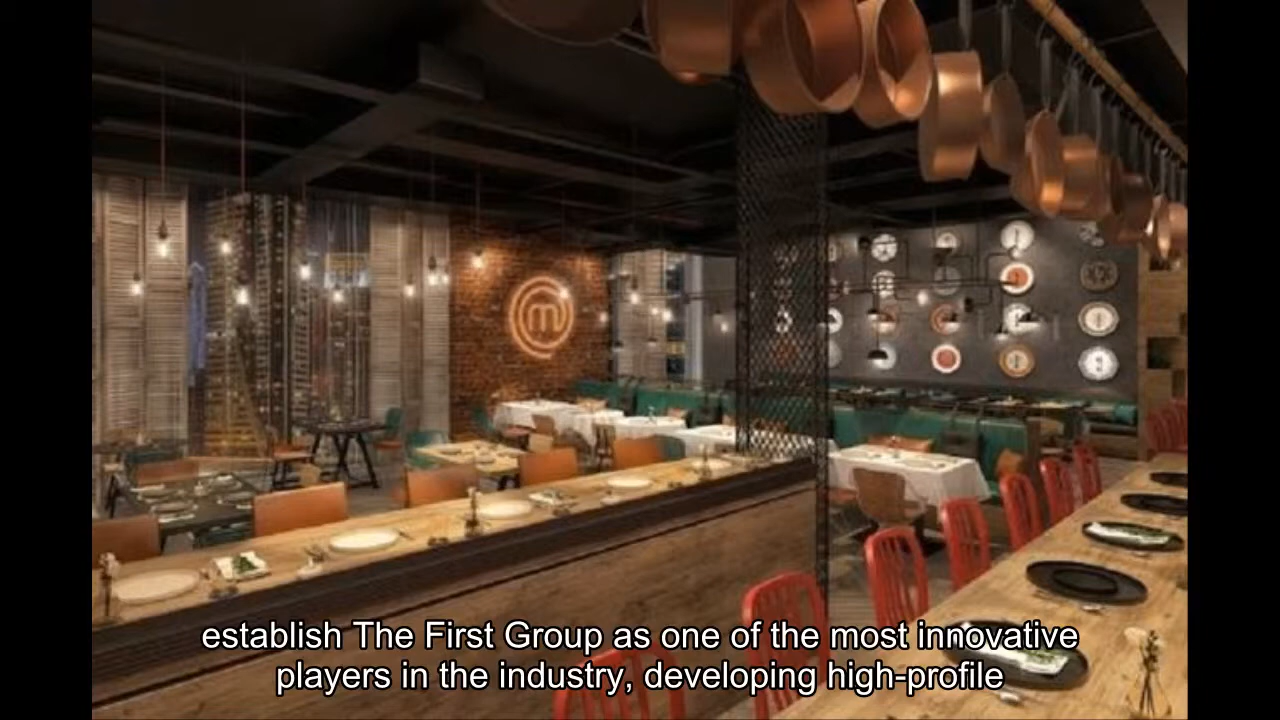 m
establish The First Group as one of the most innovative
players in the industry, developing high-profile